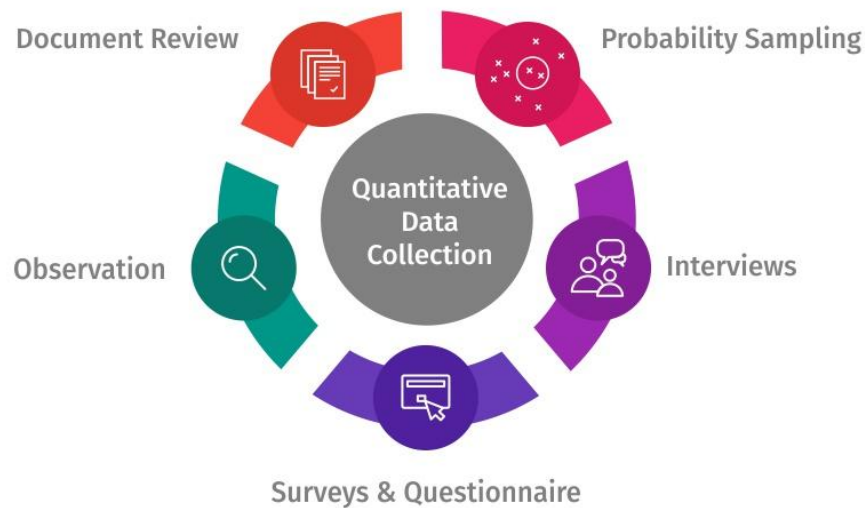 Document Review
Probability Sampling
Quantitative
Data
Collection
Observation
Interviews
Surveys & Questionnaire